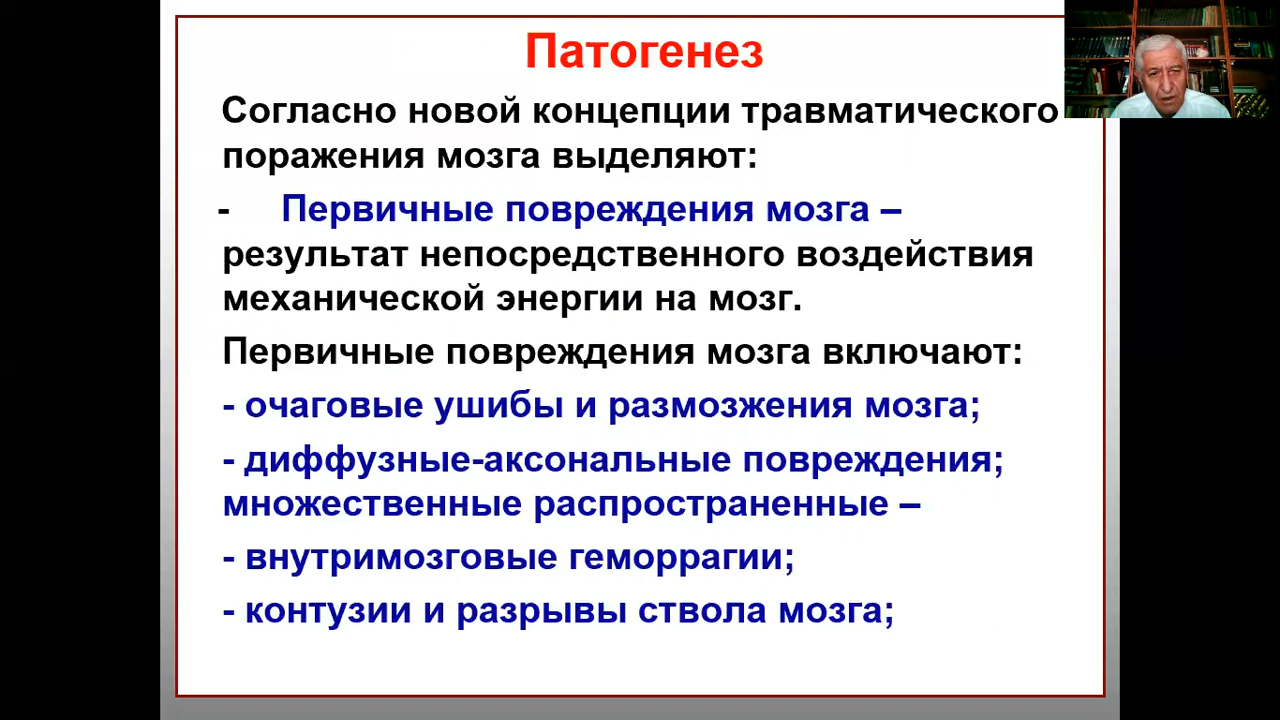 Патогенез
Согласно новой концепции травматического
поражения мозга выделяют:
- Первичные повреждения мозга –
результат непосредственного воздействия
механической энергии на мозг.
Первичные повреждения мозга включают:
- очаговые ушибы и размозжения мозга;
- диффузные-аксональные повреждения;
множественные распространенные –
- внутримозговые геморрагии;
- контузии и разрывы ствола мозга;